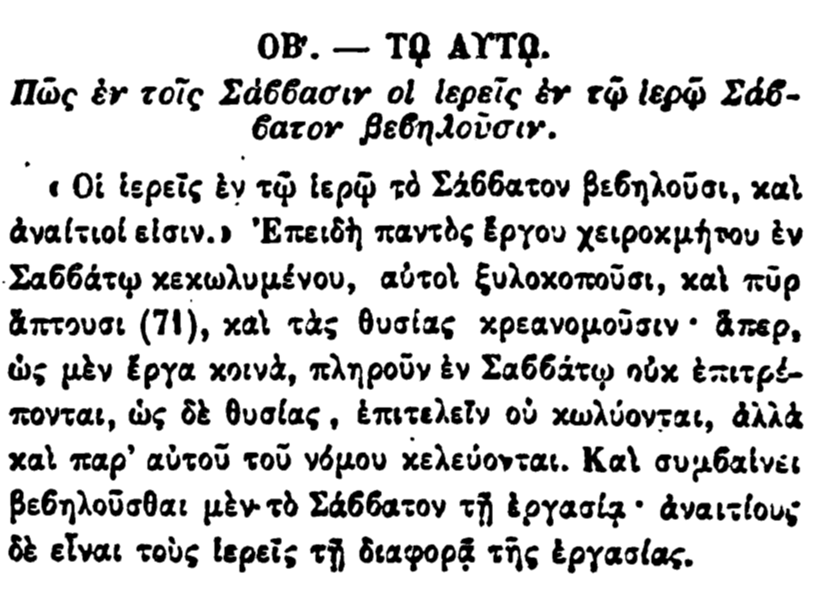 ΟΒʹ. — ΤΩ ΑΥΤΩ.
Πῶς ἐν τοῖς Σάββασιν οἱ ἱερεῖς ἐν τῷ ἱερῷ Σάβ-
βατον βεβηλοῦσιν.
« Οἱ ἱερεῖς ἐν τῷ ἱερῷ τὸ Σάββατον βεβηλοῦσι, καὶ
ἀναίτιοί εἰσιν.» Ἐπειδὴ παντὸς ἔργου χειροκμήτου ἐν
Σαββάτῳ κεκωλυμένου, αὐτοὶ ξυλοκοποῦσι, καὶ πῦρ
ἅπτουσι (71), καὶ τὰς θυσίας κρεανομοῦσιν· ἅπερ,
ὡς μὲν ἔργα κοινὰ, πληροῦν ἐν Σαββάτῳ οὐκ ἐπιτρέ-
πονται, ὡς δὲ θυσίας, ἐπιτελεῖν οὐ κωλύονται, ἀλλὰ
καὶ παρ' αὐτοῦ τοῦ νόμου κελεύονται. Καὶ συμβαίνει
βεβηλοῦσθαι μὲν τὸ Σάββατον τῇ ἐργασίᾳ· ἀναιτίους
δὲ εἶναι τοὺς ἱερεῖς τῇ διαφορᾷ τῆς ἐργασίας.